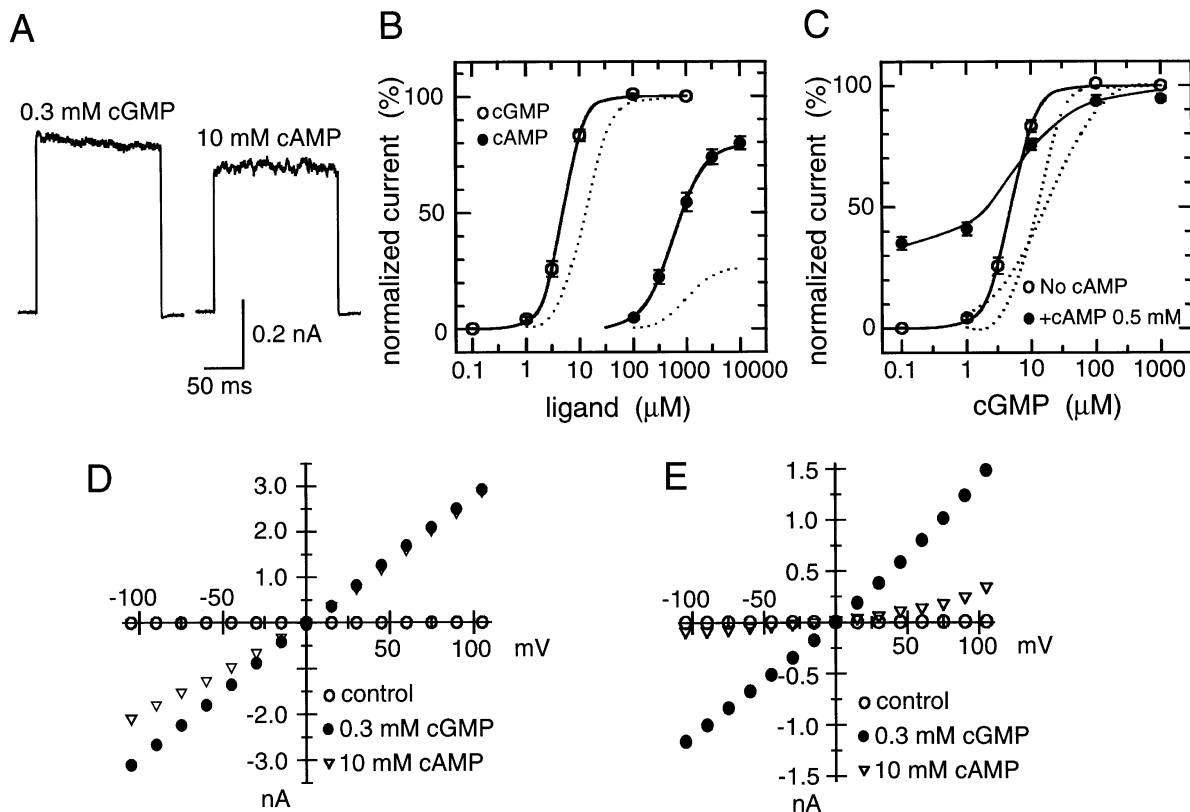 A
0.3 mM cGMP
10 mM cAMP
0.2 nA
50 ms
B
normalized current (%)
100
50
0
cGMP
cAMP
0.1 1 10 100 1000 10000
ligand (μM)
C
normalized current (%)
100
50
0
No cAMP
+cAMP 0.5 mM
0.1 1 10 100 1000
cGMP (μM)
D
3.0
2.0
1.0
-100 -50
50 100 mV
-2.0
-3.0
nA
control
0.3 mM cGMP
10 mM cAMP
E
1.5
1.0
0.5
-100 -50
50 100 mV
-0.5
-1.0
-1.5
nA
control
0.3 mM cGMP
10 mM cAMP